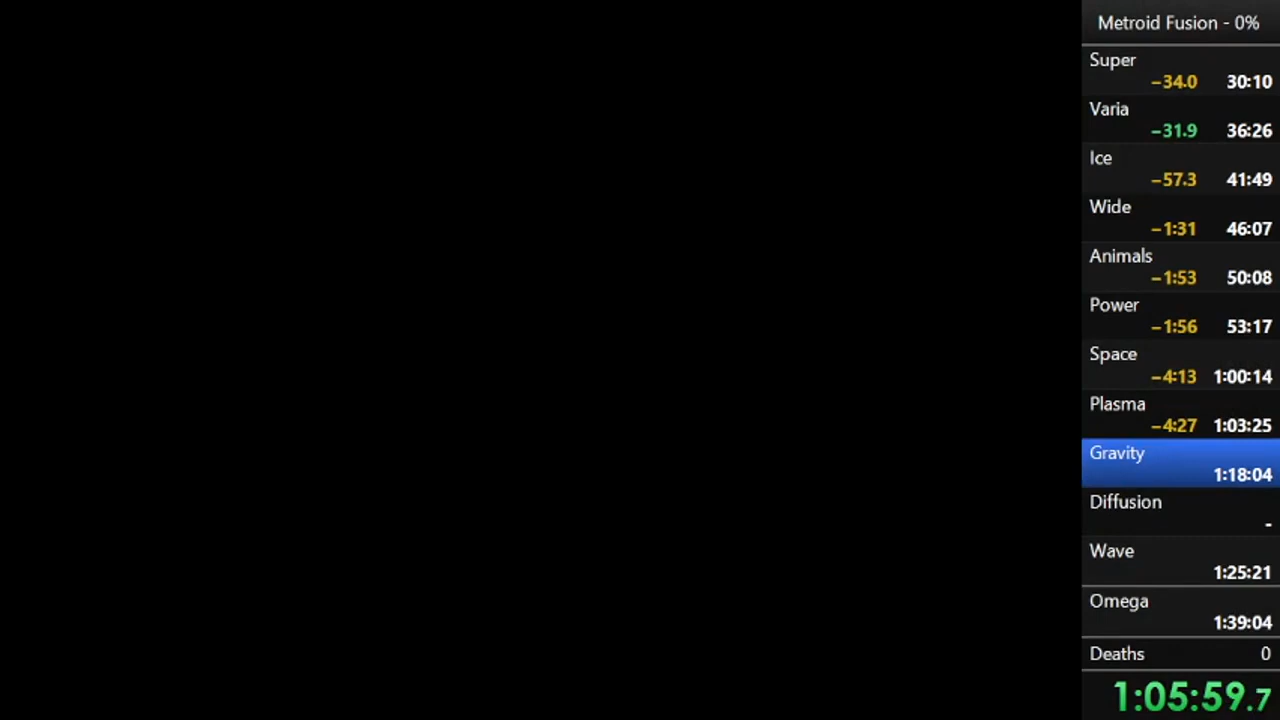 Metroid Fusion - 0%
Super
−34.0 30:10
Varia
−31.9 36:26
Ice
−57.3 41:49
Wide
−1:31 46:07
Animals
−1:53 50:08
Power
−1:56 53:17
Space
−4:13 1:00:14
Plasma
−4:27 1:03:25
Gravity
1:18:04
Diffusion
-
Wave
1:25:21
Omega
1:39:04
Deaths 0
1:05:59.7